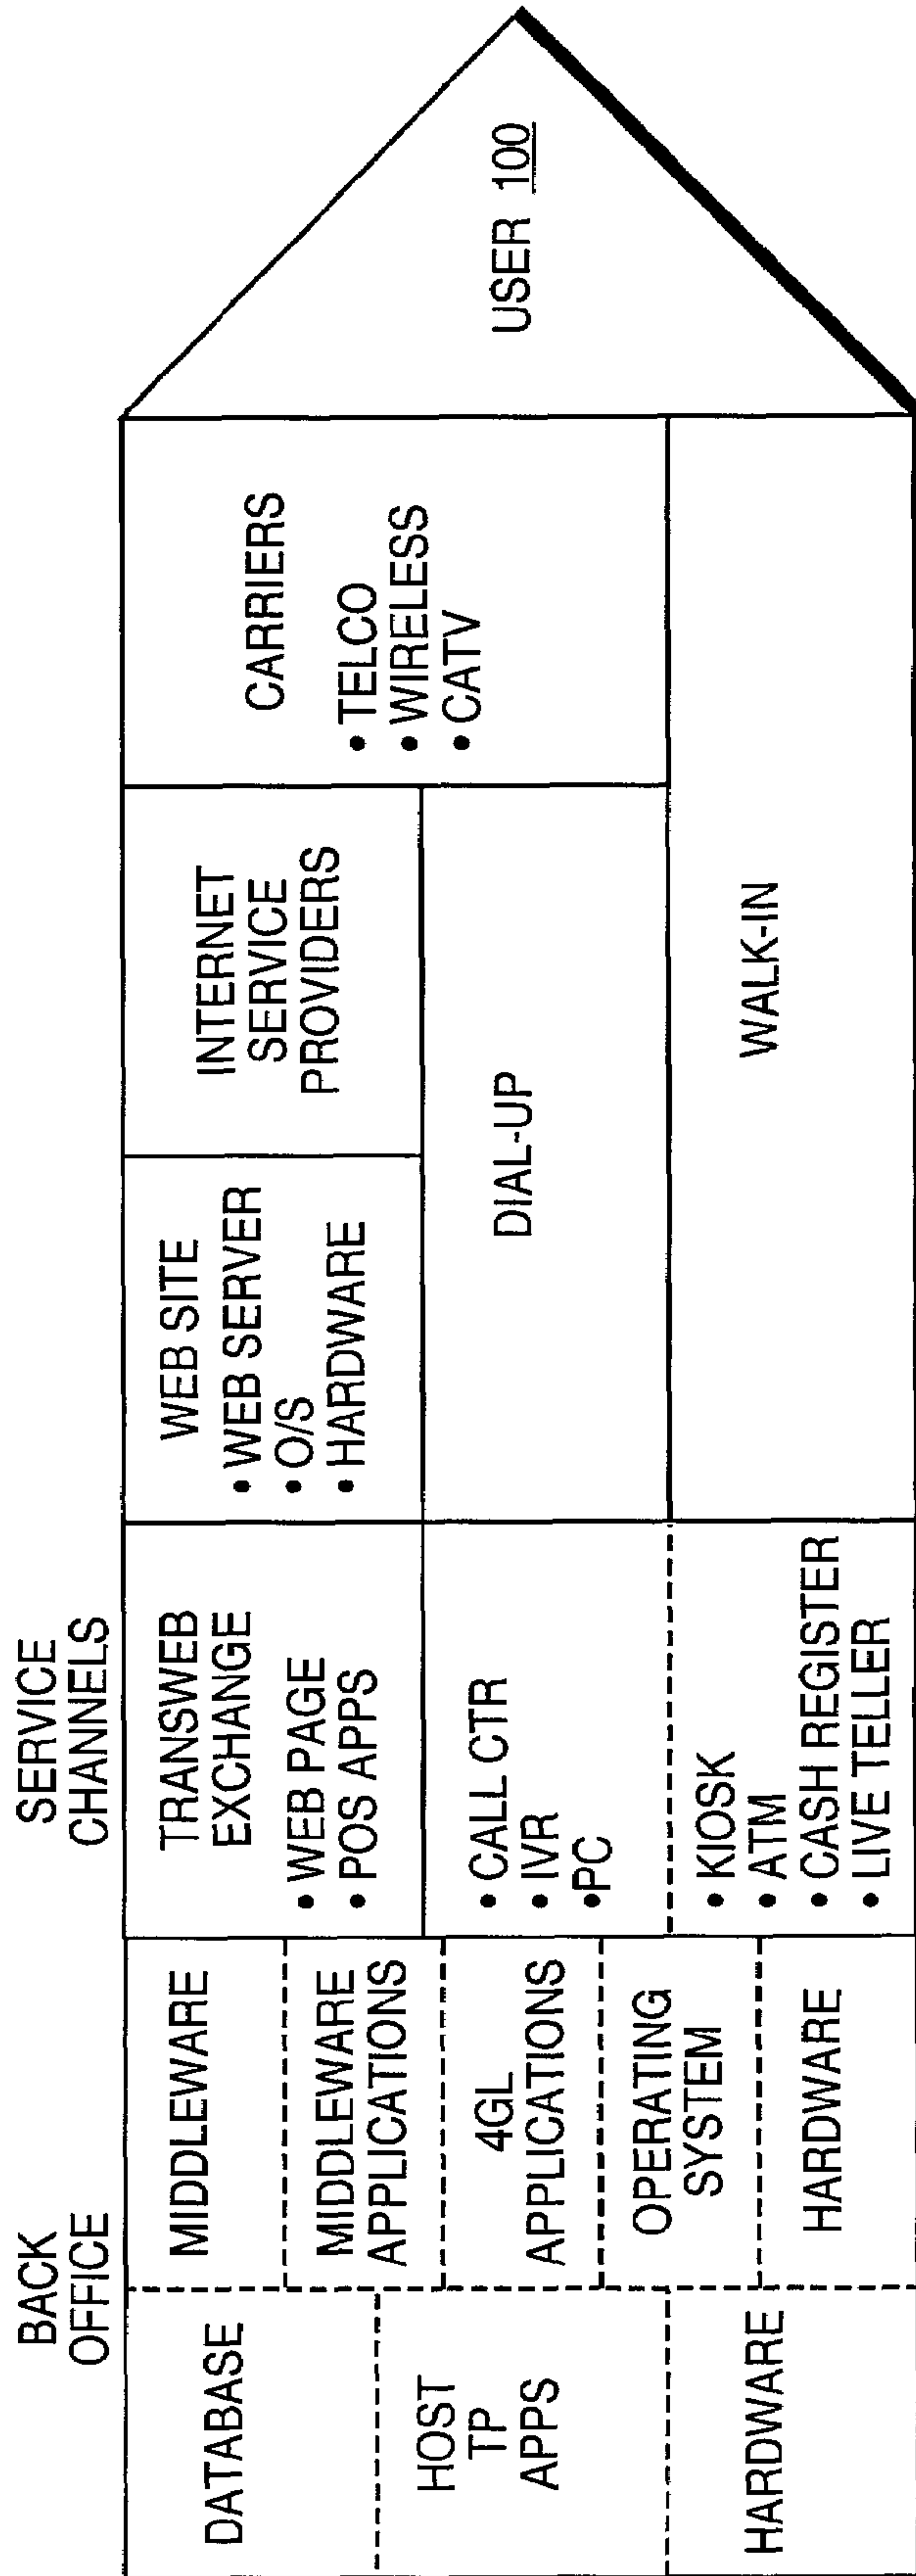 BACK
OFFICE
SERVICE
CHANNELS
DATABASE
HOST
TP
APPS
HARDWARE
MIDDLEWARE
MIDDLEWARE
APPLICATIONS
4GL
APPLICATIONS
OPERATING
SYSTEM
HARDWARE
TRANSWEB
EXCHANGE
• WEB PAGE
• POS APPS
• CALL CTR
• IVR
•PC
• KIOSK
• ATM
• CASH REGISTER
• LIVE TELLER
WEB SITE
• WEB SERVER
• O/S
• HARDWARE
INTERNET
SERVICE
PROVIDERS
DIAL-UP
WALK-IN
CARRIERS
• TELCO
• WIRELESS
• CATV
USER 100